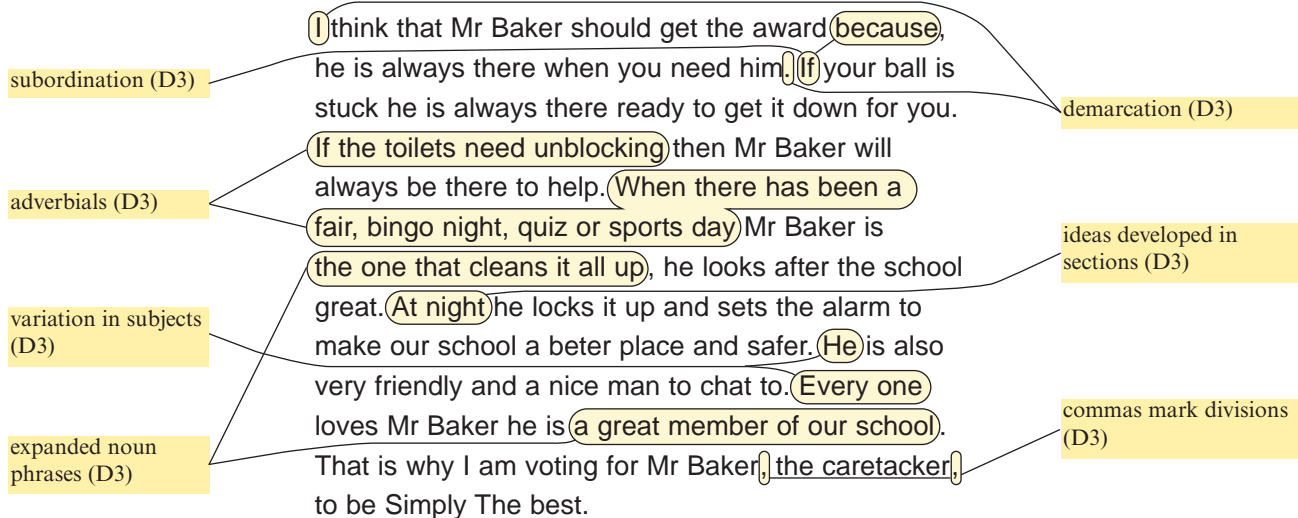 I think that Mr Baker should get the award because,
he is always there when you need him. If your ball is
stuck he is always there ready to get it down for you.
If the toilets need unblocking then Mr Baker will
always be there to help. When there has been a
fair, bingo night, quiz or sports day Mr Baker is
the one that cleans it all up, he looks after the school
great. At night he locks it up and sets the alarm to
make our school a beter place and safer. He is also
very friendly and a nice man to chat to. Every one
loves Mr Baker he is a great member of our school.
That is why I am voting for Mr Baker, the caretacker,
to be Simply The best.
subordination (D3)
adverbials (D3)
variation in subjects
(D3)
expanded noun
phrases (D3)
demarcation (D3)
ideas developed in
sections (D3)
commas mark divisions
(D3)